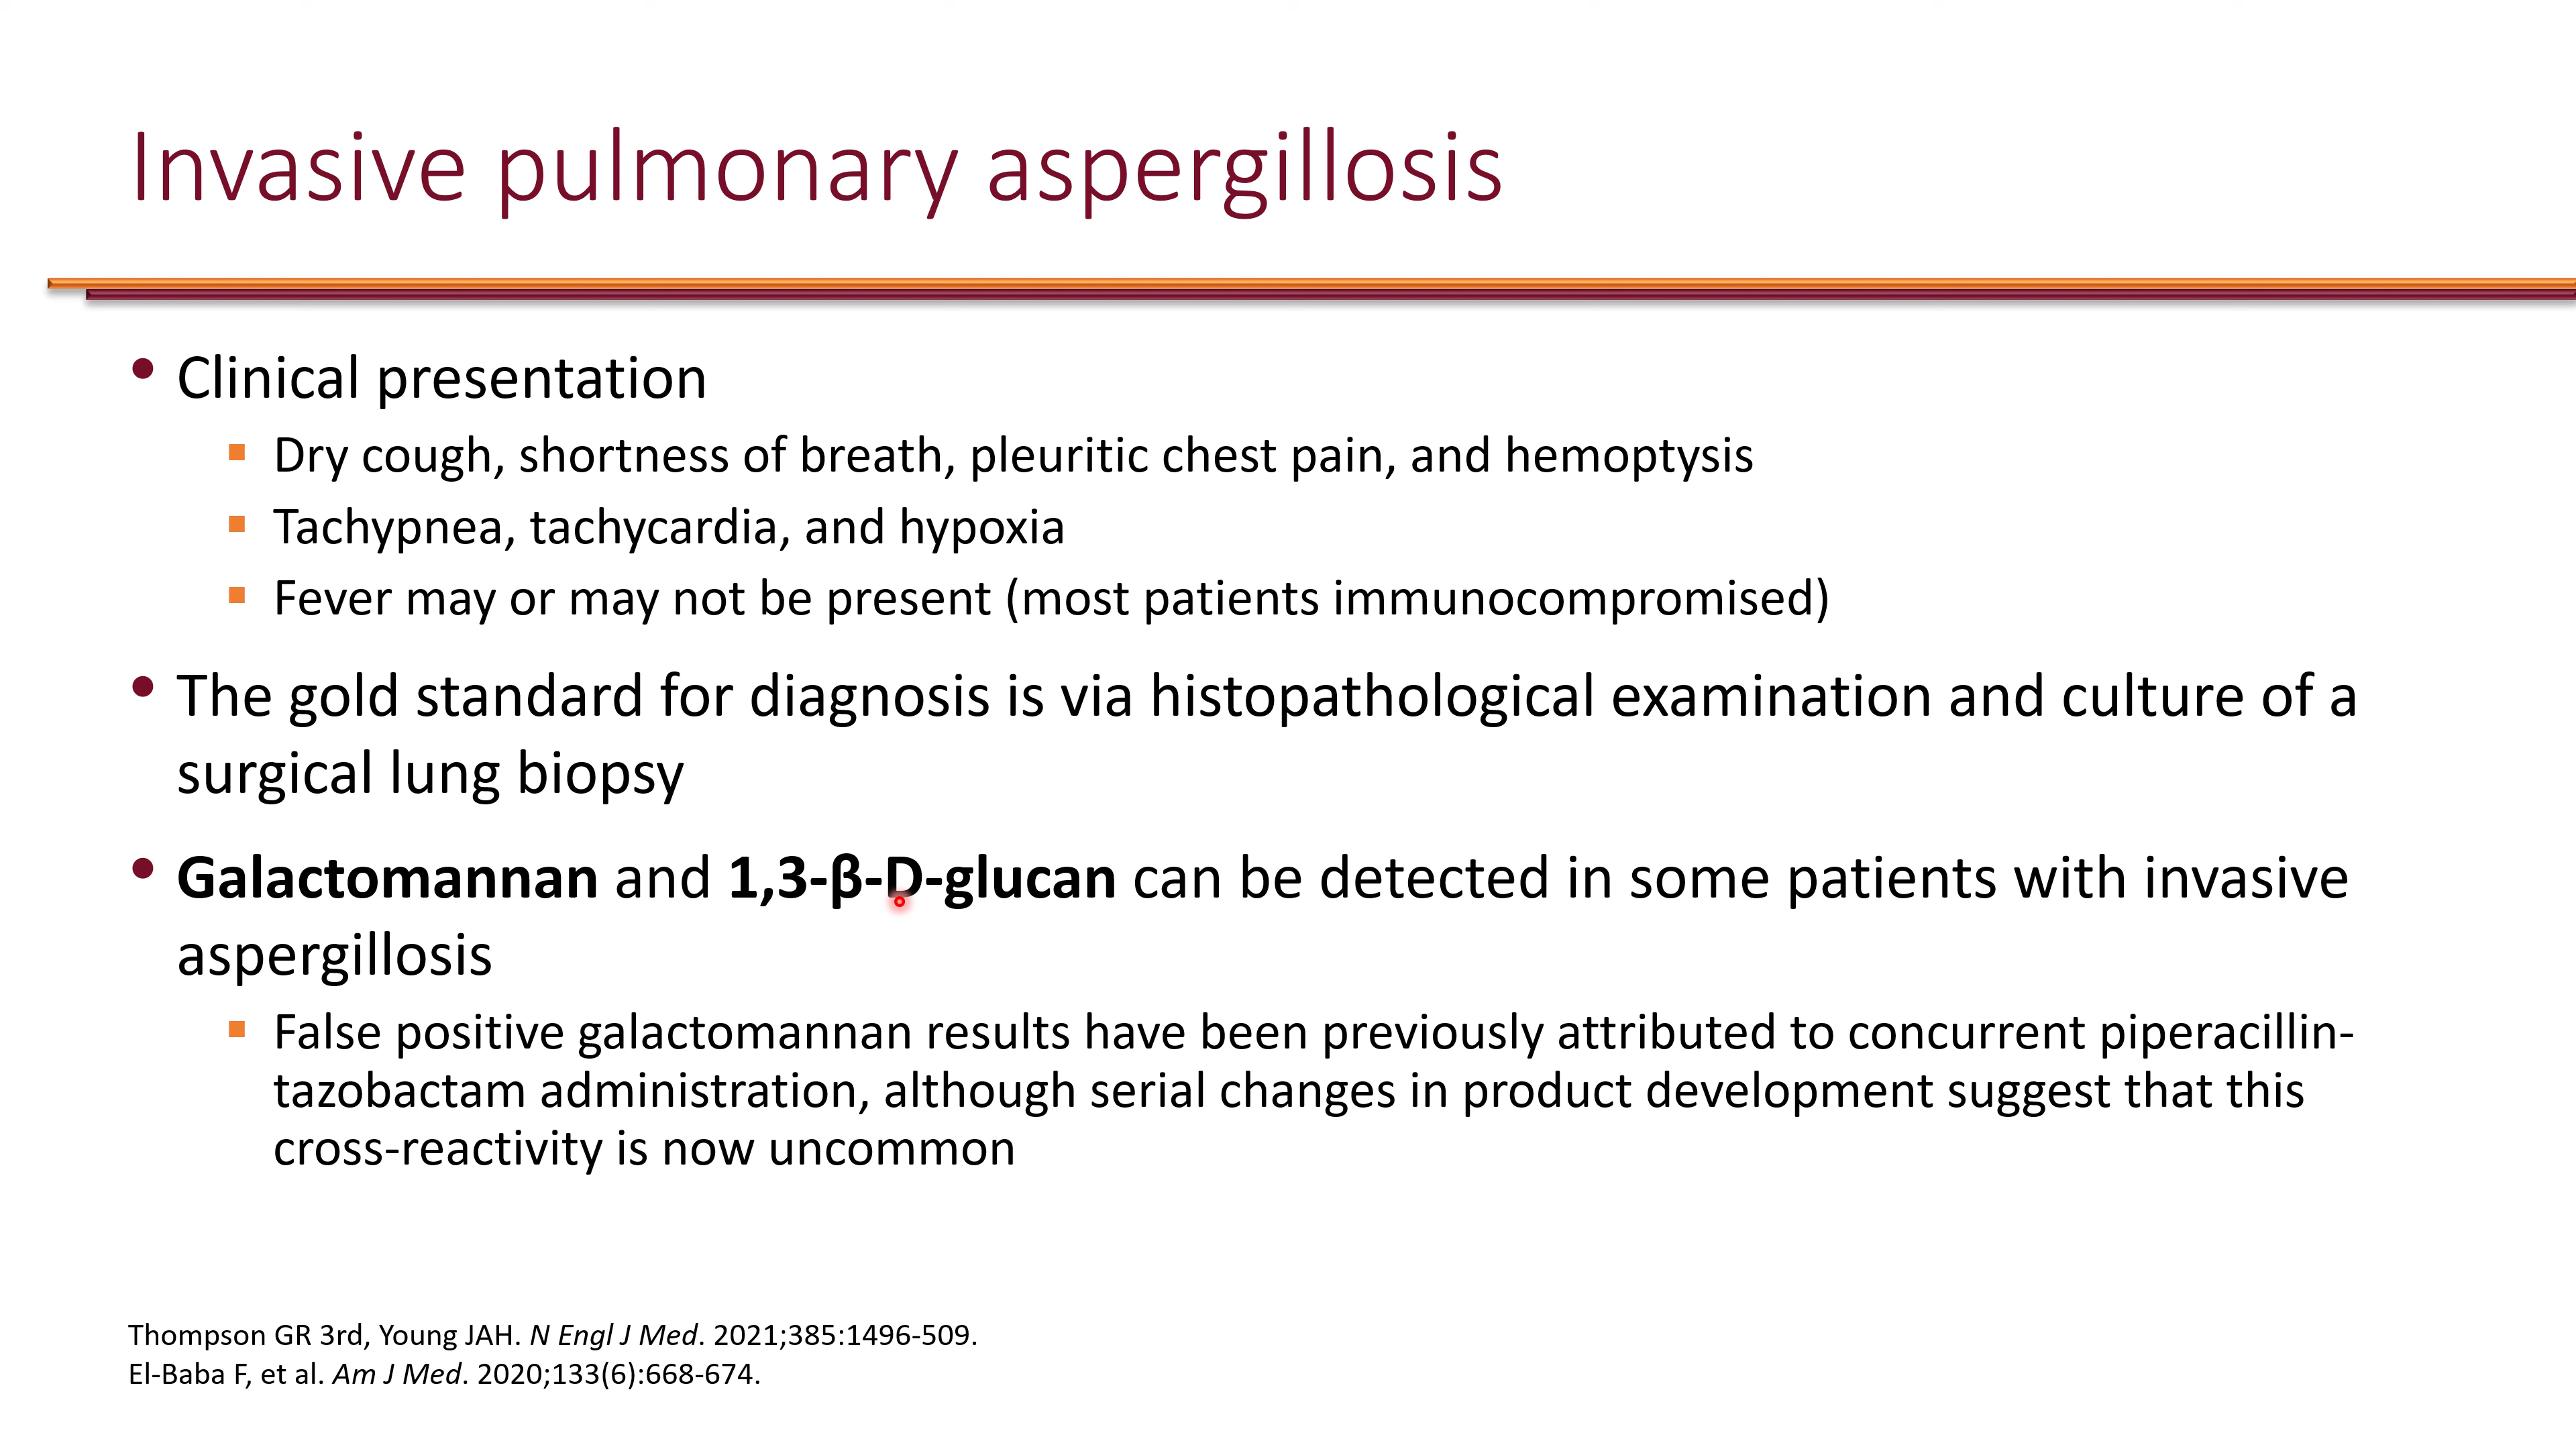 Invasive pulmonary aspergillosis
• Clinical presentation
▪ Dry cough, shortness of breath, pleuritic chest pain, and hemoptysis
▪ Tachypnea, tachycardia, and hypoxia
▪ Fever may or may not be present (most patients immunocompromised)
• The gold standard for diagnosis is via histopathological examination and culture of a
surgical lung biopsy
• Galactomannan and 1,3-β-D-glucan can be detected in some patients with invasive
aspergillosis
▪ False positive galactomannan results have been previously attributed to concurrent piperacillin-
tazobactam administration, although serial changes in product development suggest that this
cross-reactivity is now uncommon
Thompson GR 3rd, Young JAH. N Engl J Med. 2021;385:1496-509.
El-Baba F, et al. Am J Med. 2020;133(6):668-674.